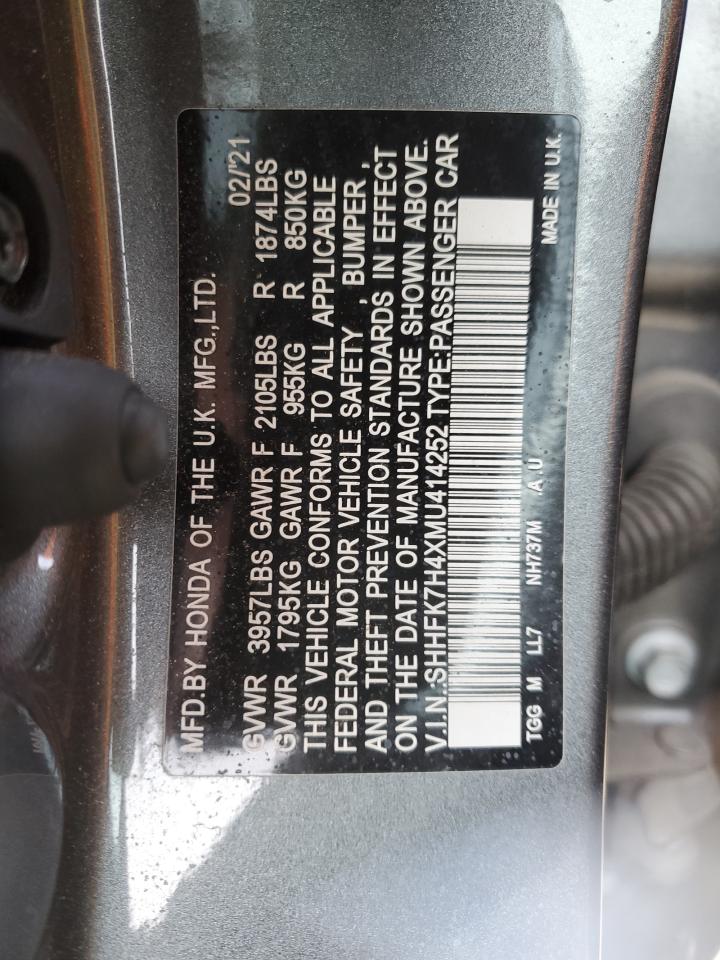 MFD.BY HONDA OF THE U.K. MFG.,LTD. 02/'21
GVWR 3957LBS GAWR F 2105LBS R 1874LBS
GVWR 1795KG GAWR F 955KG R 850KG
THIS VEHICLE CONFORMS TO ALL APPLICABLE
FEDERAL MOTOR VEHICLE SAFETY , BUMPER ,
AND THEFT PREVENTION STANDARDS IN EFFECT
ON THE DATE OF MANUFACTURE SHOWN ABOVE.
V.I.N.:SHHFK7H4XMU414252 TYPE:PASSENGER CAR
TGG M LL7 NH737M A U MADE IN U.K.